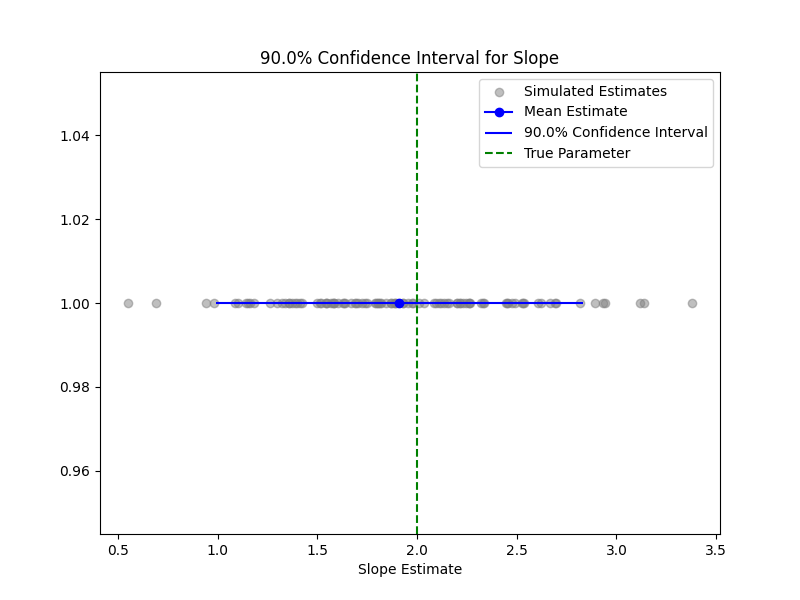 90.0% Confidence Interval for Slope
Simulated Estimates
Mean Estimate
90.0% Confidence Interval
True Parameter
1.04
1.02
1.00
0.98
0.96
0.5 1.0 1.5 2.0 2.5 3.0 3.5
Slope Estimate